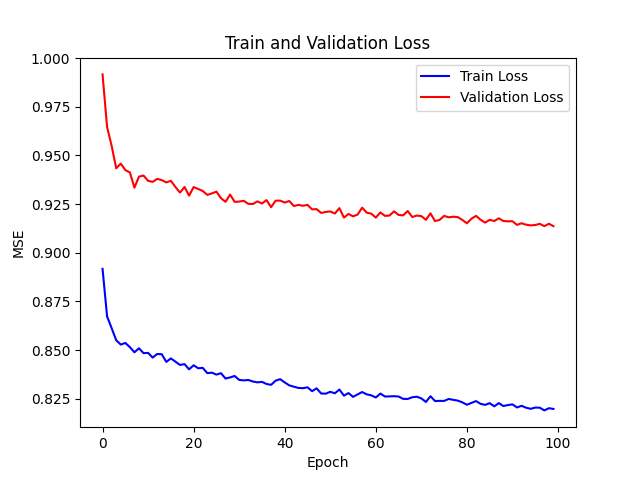 Train and Validation Loss
1.000
0.975
0.950
0.925
0.900
0.875
0.850
0.825
MSE
Train Loss
Validation Loss
0 20 40 60 80 100
Epoch